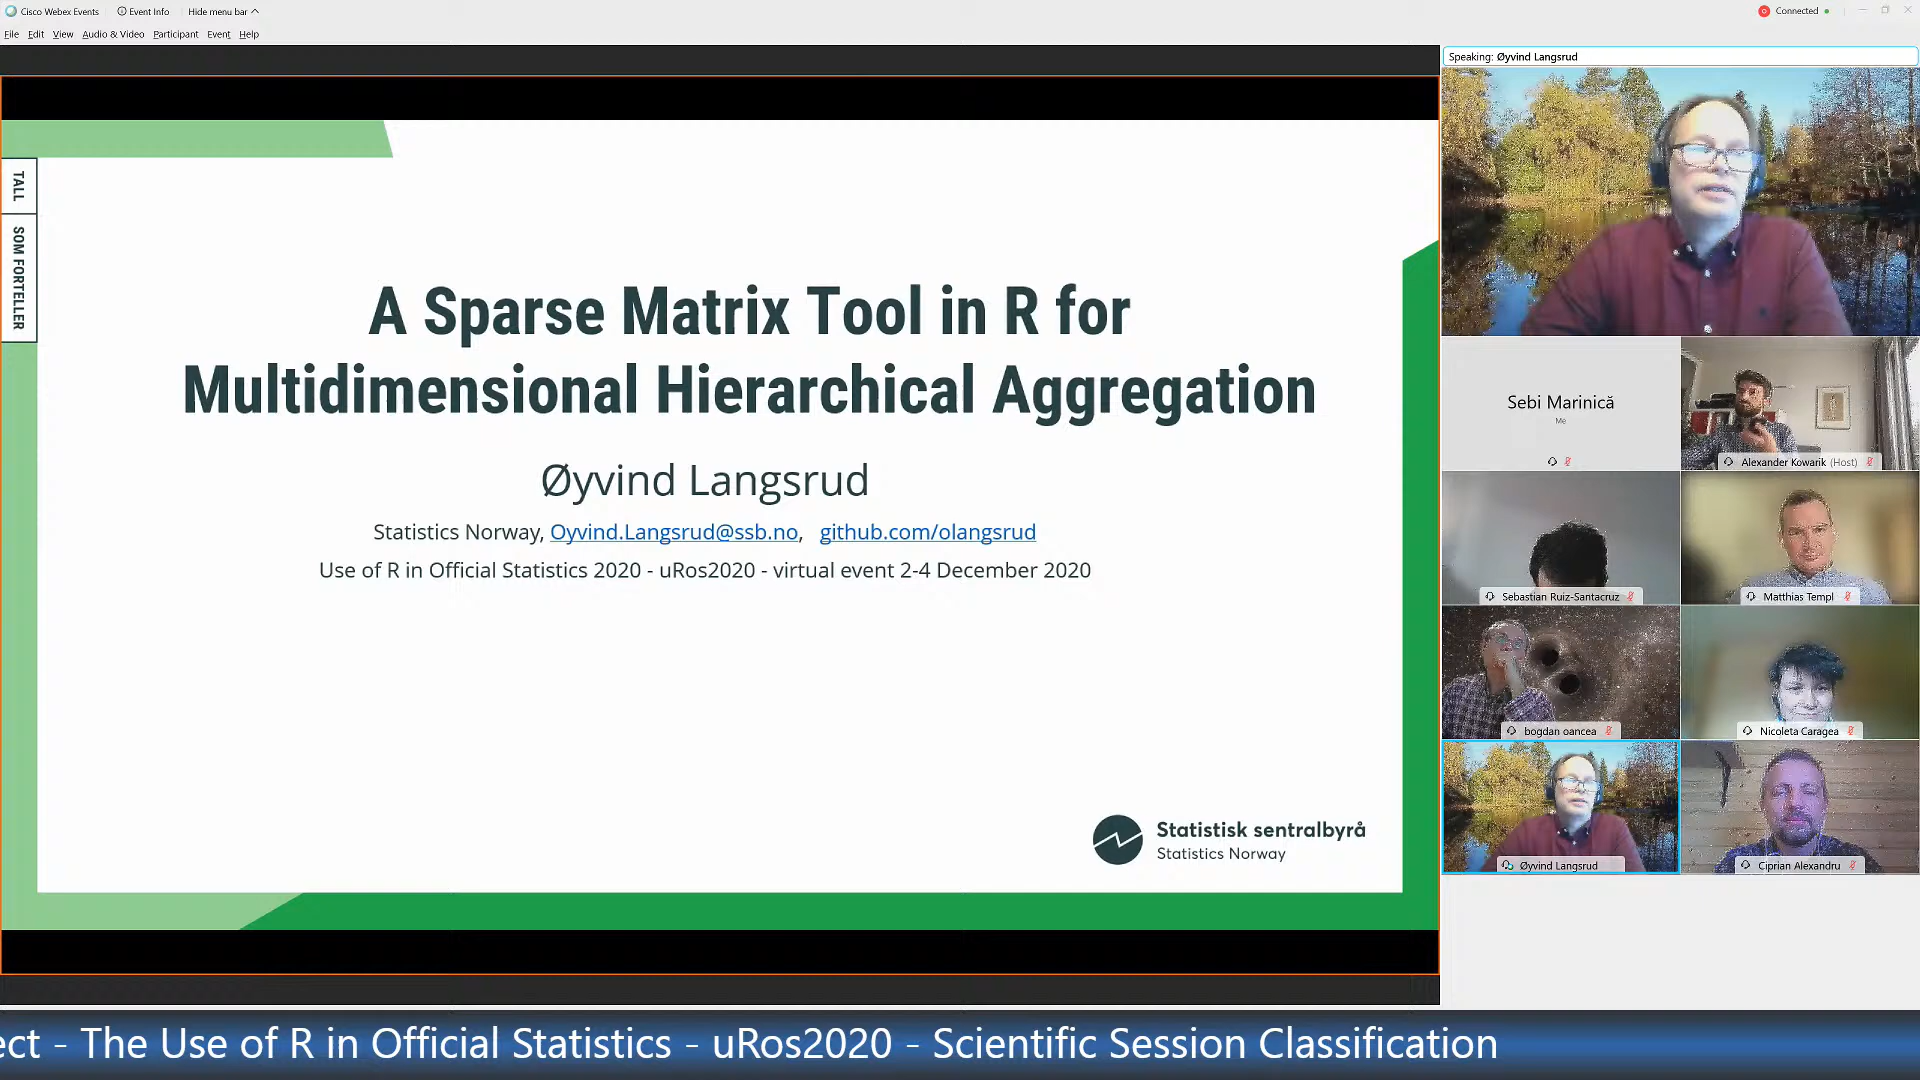 Cisco Webex Events
Event Info
Hide menu bar
Connected
File Edit View Audio & Video Participant Event Help
Speaking: Øyvind Langsrud
TALL
SOM FORTELLER
A Sparse Matrix Tool in R for
Multidimensional Hierarchical Aggregation
Øyvind Langsrud
Statistics Norway, Oyvind.Langsrud@ssb.no, github.com/olangsrud
Use of R in Official Statistics 2020 - uRos2020 - virtual event 2-4 December 2020
Statistisk sentralbyrå
Statistics Norway
Sebi Marinică
Me
Alexander Kowarik (Host)
Sebastian Ruiz-Santacruz
Matthias Templ
bogdan oancea
Nicoleta Caragea
Øyvind Langsrud
Ciprian Alexandru
ect - The Use of R in Official Statistics - uRos2020 - Scientific Session Classification